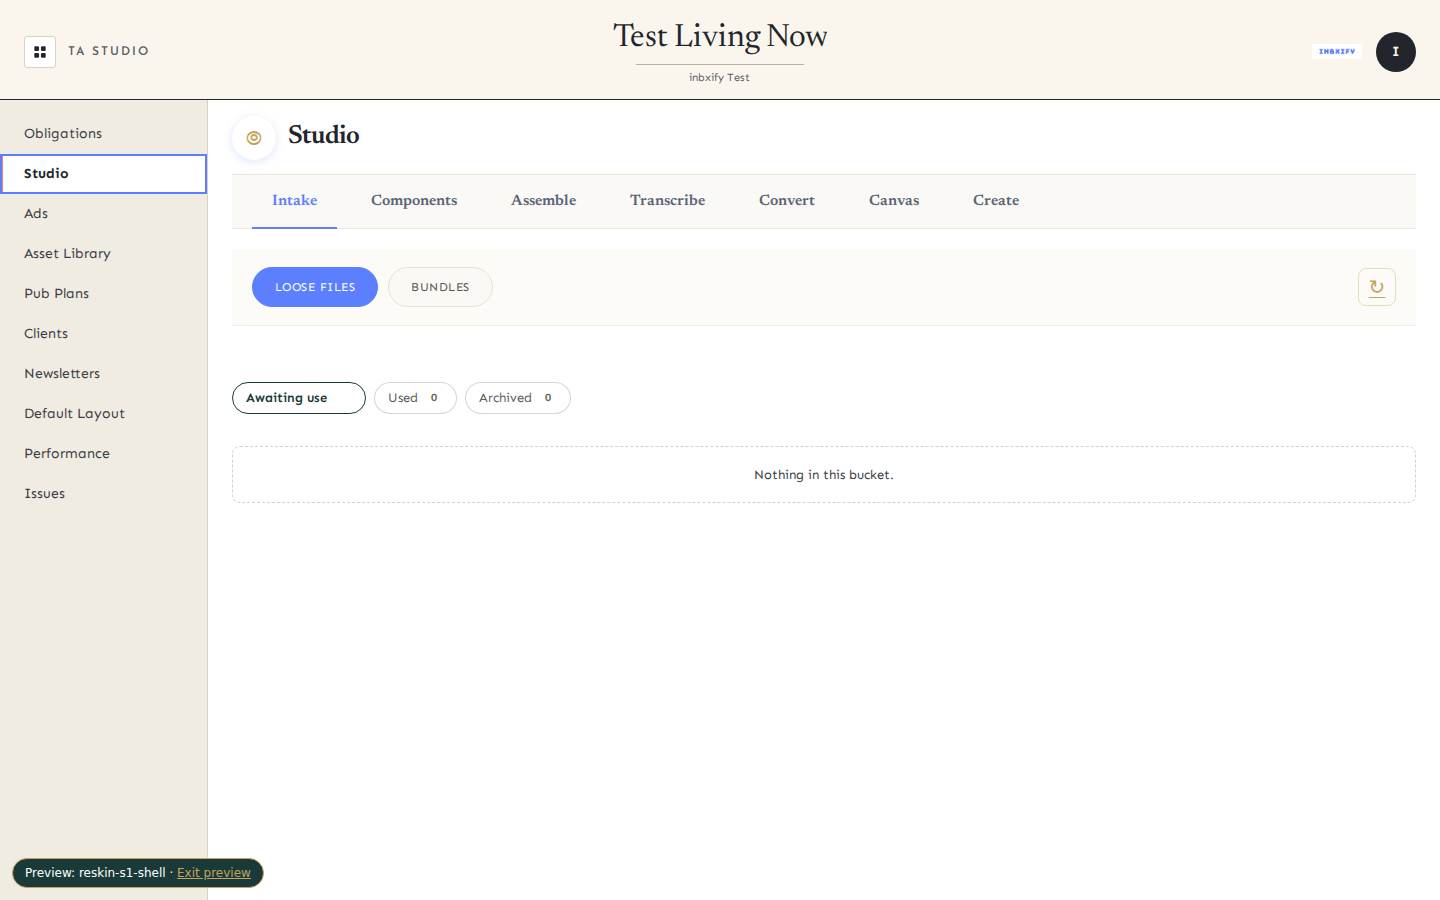 TA STUDIO
Test Living Now
inbxify Test
INBXIFY
I
Obligations
Studio
Ads
Asset Library
Pub Plans
Clients
Newsletters
Default Layout
Performance
Issues
Studio
Intake Components Assemble Transcribe Convert Canvas Create
LOOSE FILES BUNDLES
Awaiting use Used 0 Archived 0
Nothing in this bucket.
Preview: reskin-s1-shell · Exit preview